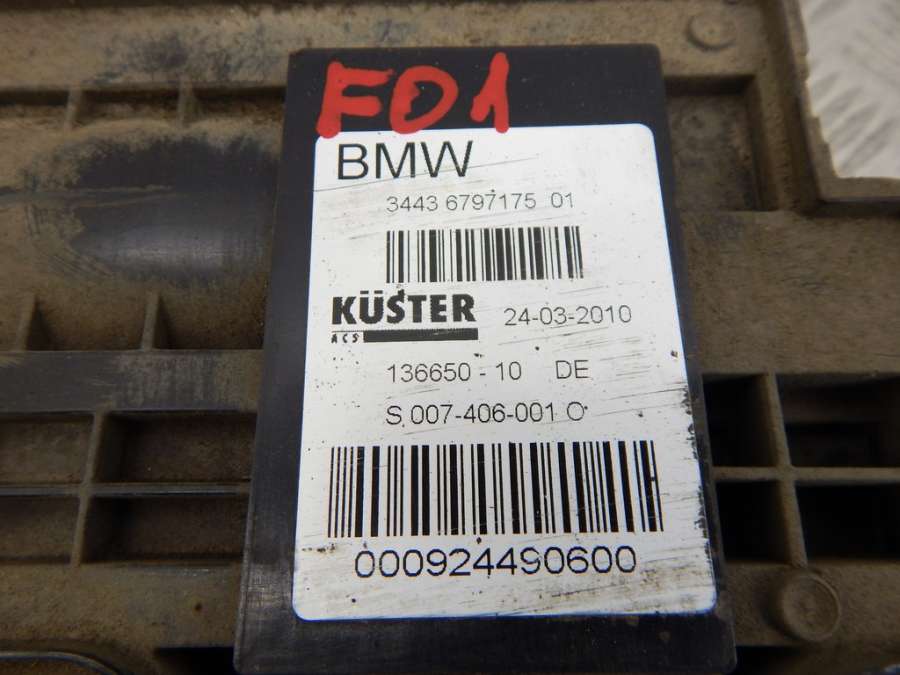 F01
BMW
3443 6797175 01
KÜSTER
ACS
24-03-2010
136650 - 10 DE
S 007-406-001 O
000924490600